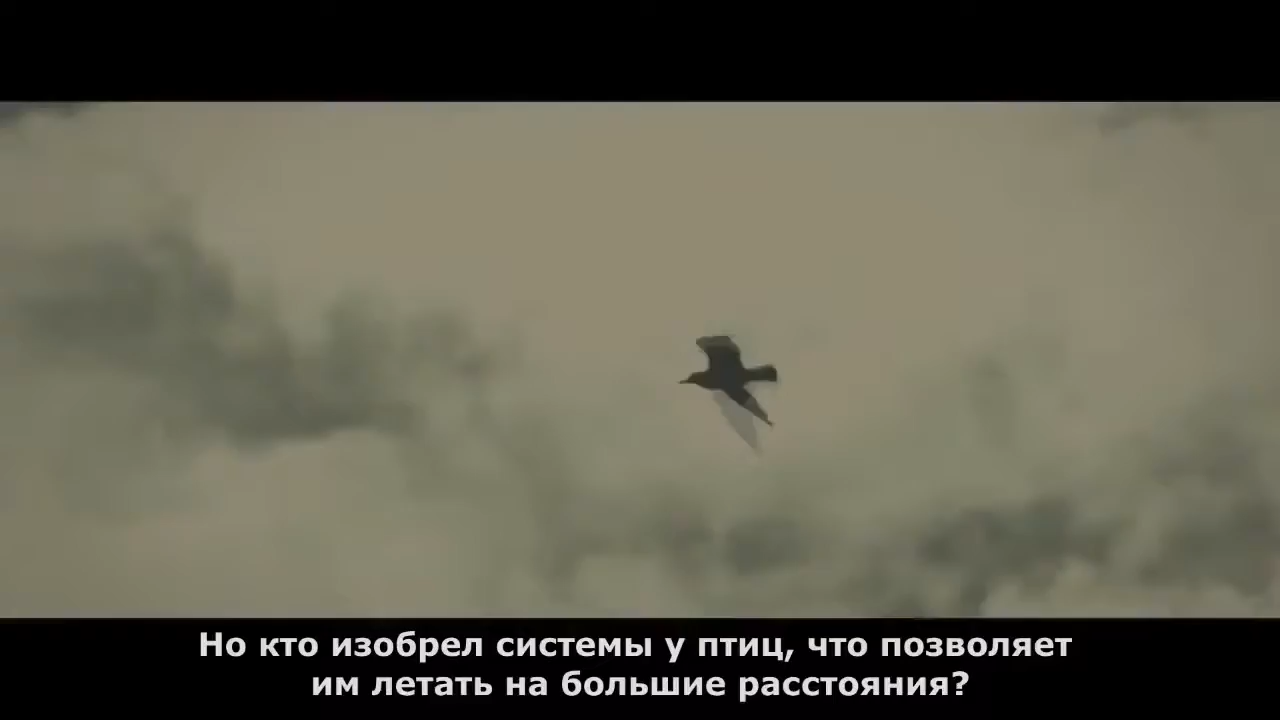 Но кто изобрел системы у птиц, что позволяет
им летать на большие расстояния?